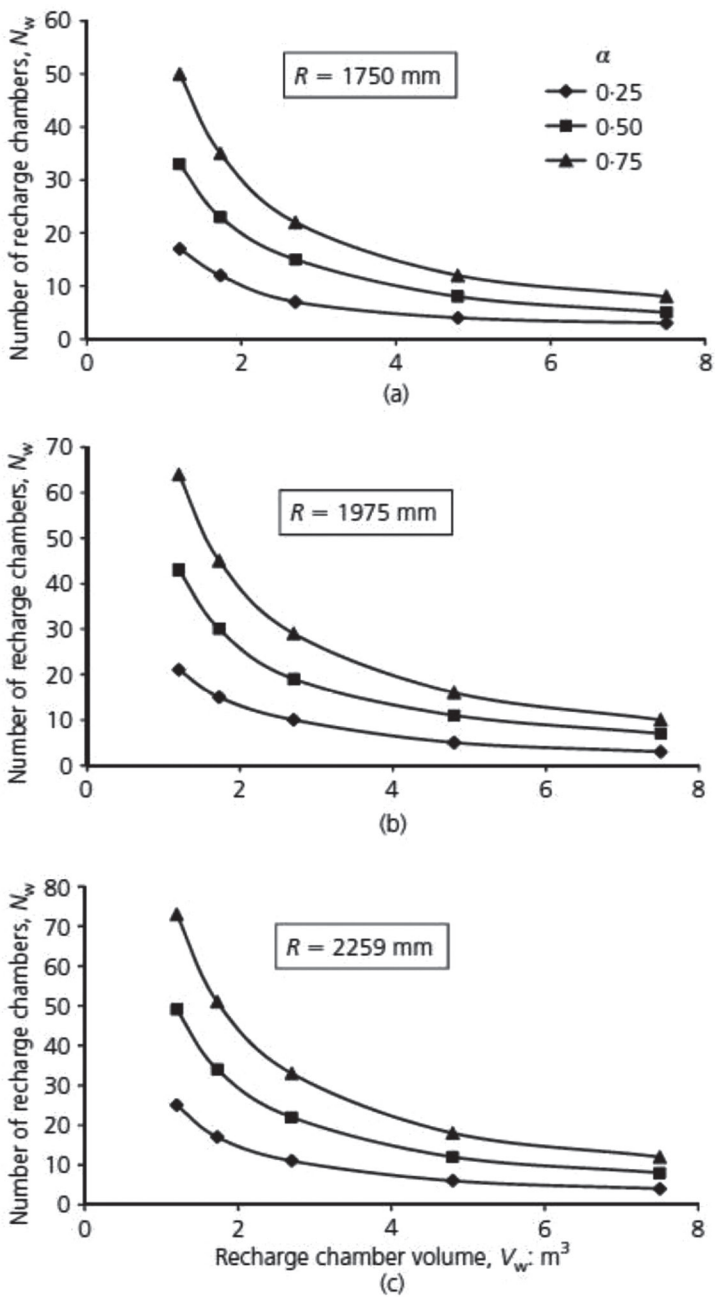 Number of recharge chambers, Nw
60
50
40
30
20
10
0
R = 1750 mm
α
0·25
0·50
0·75
0 2 4 6 8
(a)
Number of recharge chambers, Nw
70
60
50
40
30
20
10
0
R = 1975 mm
0 2 4 6 8
(b)
Number of recharge chambers, Nw
80
70
60
50
40
30
20
10
0
R = 2259 mm
0 2 4 6 8
Recharge chamber volume, Vw: m³
(c)